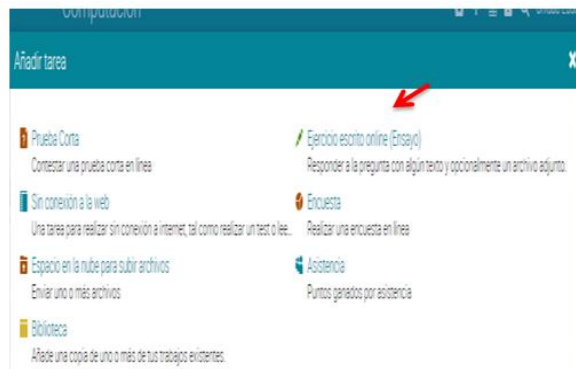 Computación
Añadir tarea
Prueba Corta
Contestar una prueba corta en línea
Ejercicio escrito online (Ensayo)
Responder a la pregunta con algún texto y opcionalmente un archivo adjunto.
Sin conexión a la web
Una tarea para realizar sin conexión a internet, tal como realizar un test o lee..
Encuesta
Realizar una encuesta en línea
Espacio en la nube para subir archivos
Enviar uno o más archivos
Asistencia
Puntos ganados por asistencia
Biblioteca
Añade una copia de uno o más de tus trabajos existentes.